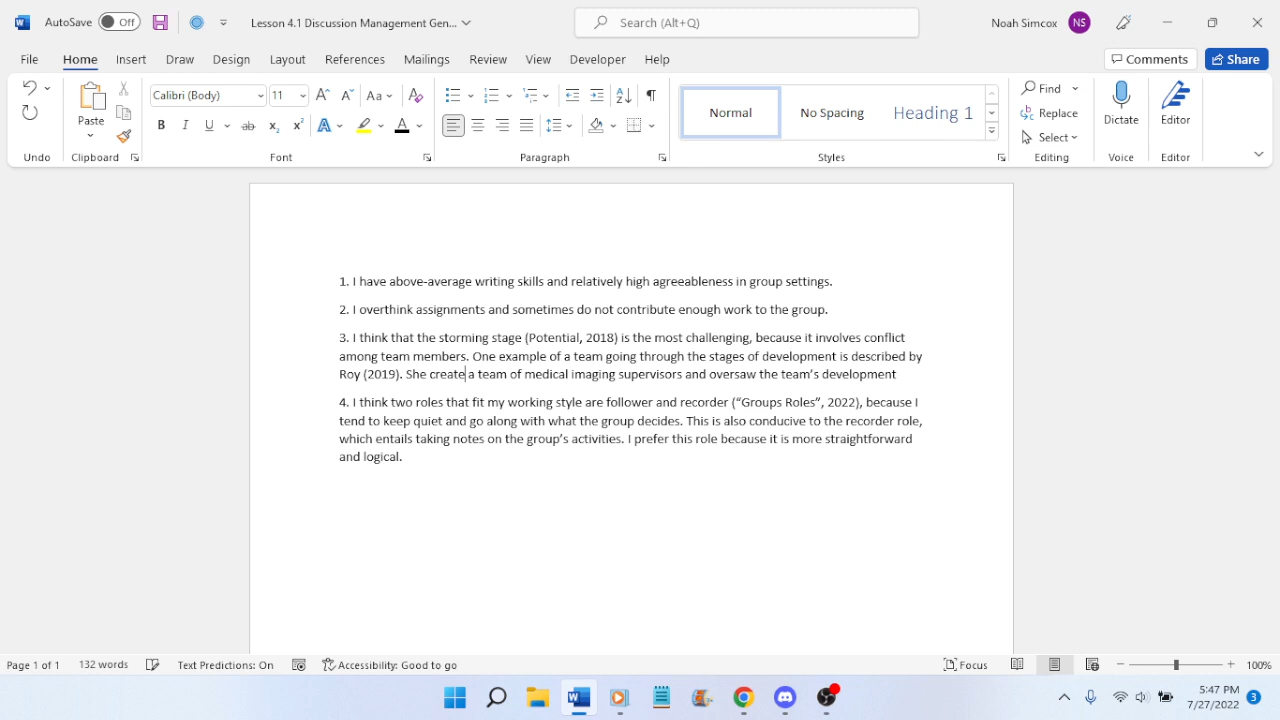 AutoSave Off Lesson 4.1 Discussion Management Gen... Search (Alt+Q) Noah Simcox NS
File Home Insert Draw Design Layout References Mailings Review View Developer Help Comments Share
Calibri (Body) 11 Aa
Paste
B I U ab x₂ x² A A
Normal No Spacing Heading 1
Find
Replace
Select
Dictate Editor
Undo Clipboard Font Paragraph Styles Editing Voice Editor
1. I have above-average writing skills and relatively high agreeableness in group settings.
2. I overthink assignments and sometimes do not contribute enough work to the group.
3. I think that the storming stage (Potential, 2018) is the most challenging, because it involves conflict
among team members. One example of a team going through the stages of development is described by
Roy (2019). She create a team of medical imaging supervisors and oversaw the team’s development
4. I think two roles that fit my working style are follower and recorder (“Groups Roles”, 2022), because I
tend to keep quiet and go along with what the group decides. This is also conducive to the recorder role,
which entails taking notes on the group’s activities. I prefer this role because it is more straightforward
and logical.
Page 1 of 1 132 words Text Predictions: On Accessibility: Good to go Focus 100%
5:47 PM
7/27/2022 3